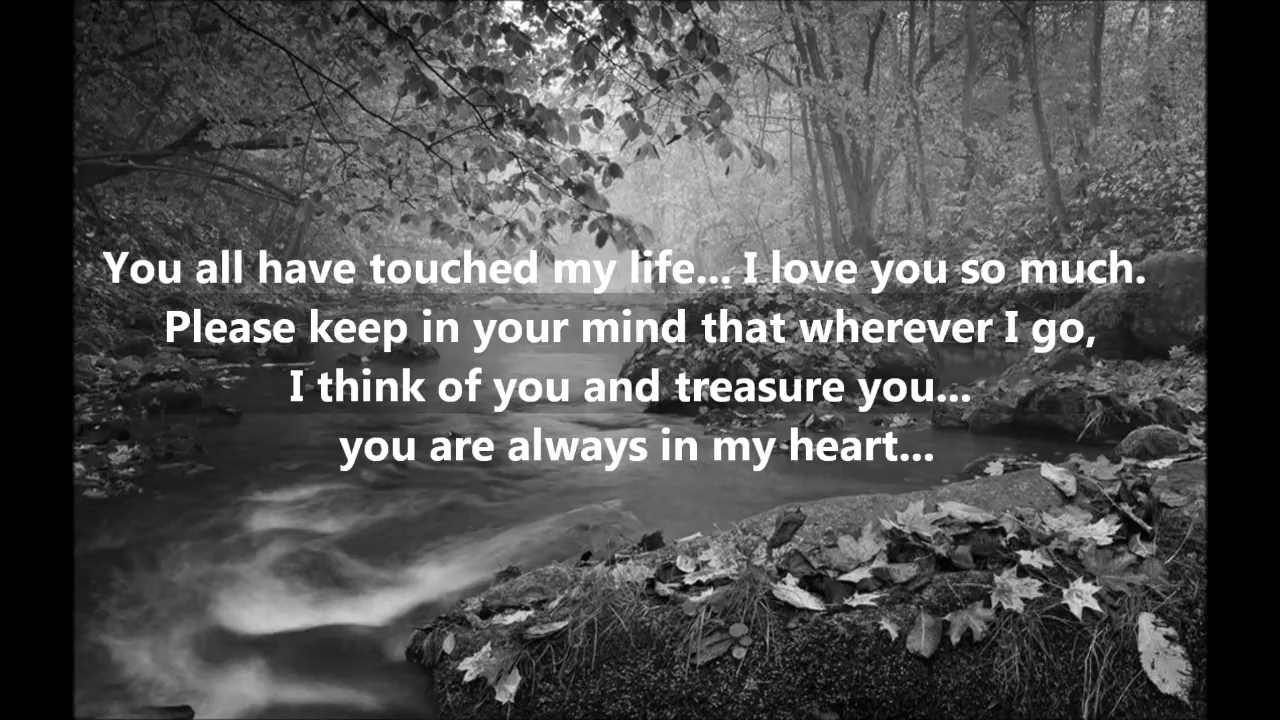 You all have touched my life... I love you so much.
Please keep in your mind that wherever I go,
I think of you and treasure you...
you are always in my heart...